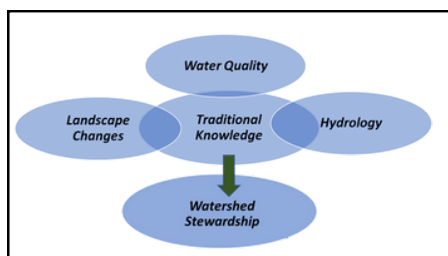 Water Quality
Landscape
Changes
Traditional
Knowledge
Hydrology
Watershed
Stewardship